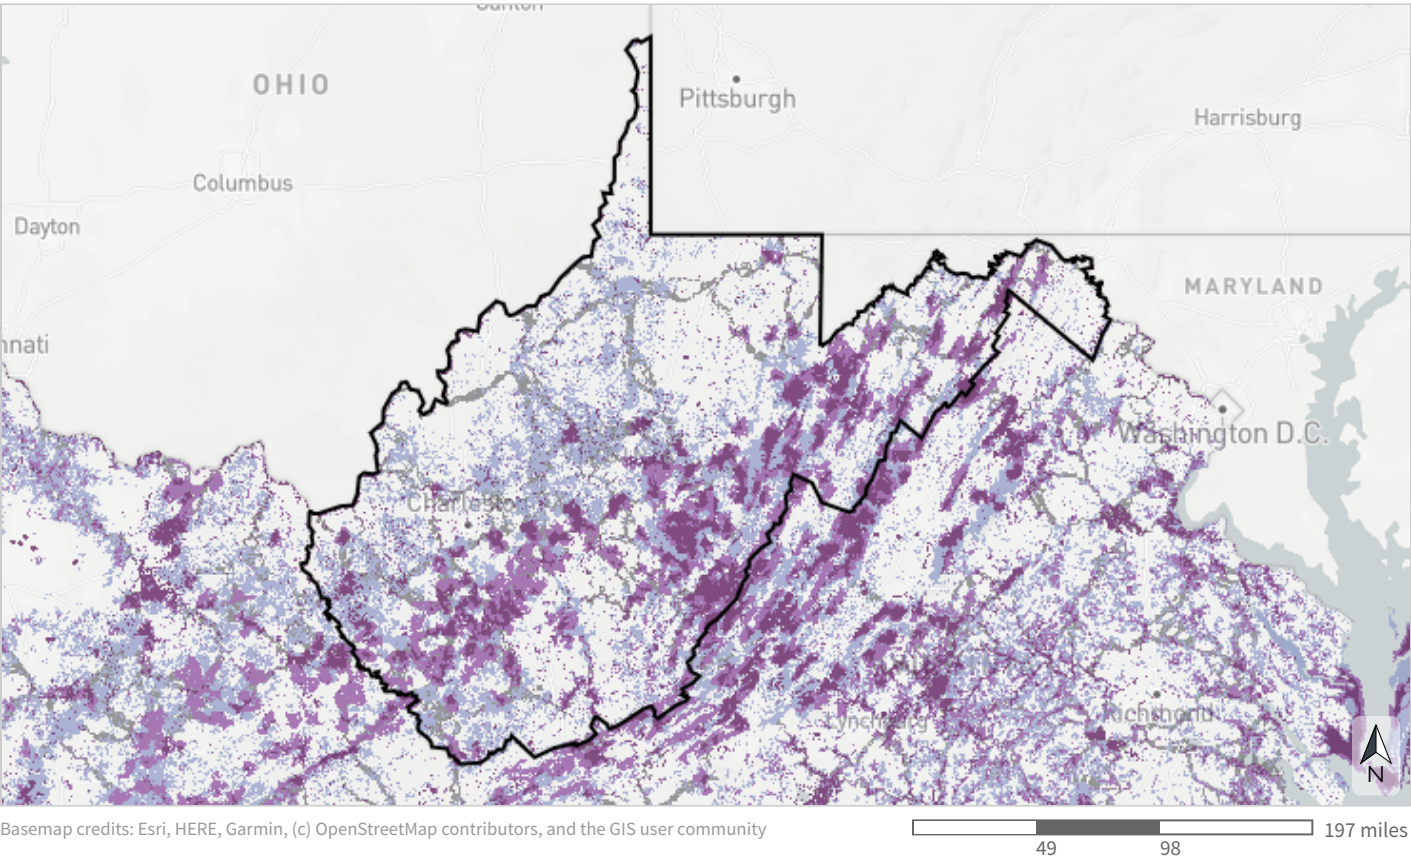 Canton
OHIO
Pittsburgh
Harrisburg
Columbus
Dayton
MARYLAND
nnati
Washington D.C.
Charleston
Lynchburg
Richmond
N
Basemap credits: Esri, HERE, Garmin, (c) OpenStreetMap contributors, and the GIS user community
197 miles
49
98